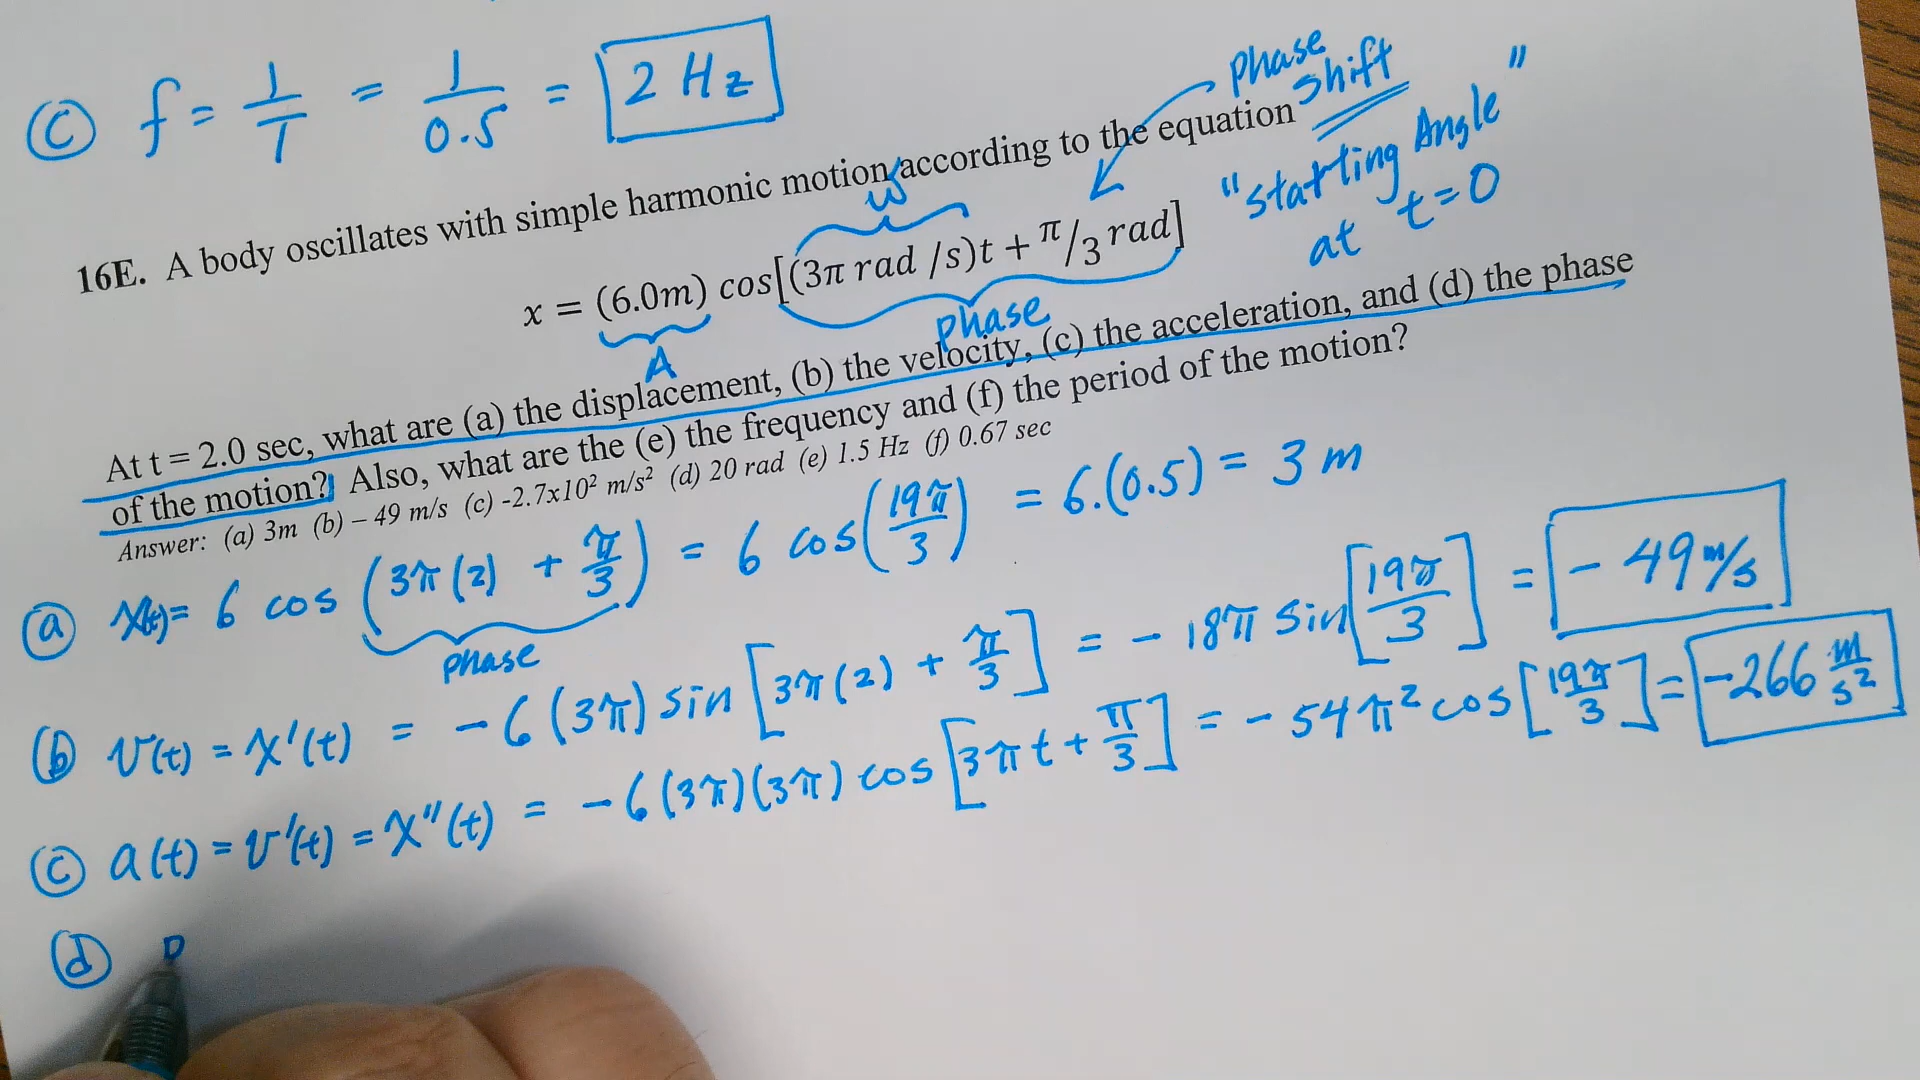 ⓒ f = 1/T = 1/0.5 = 2 Hz
phase shift
"starting Angle" at t=0
16E. A body oscillates with simple harmonic motion according to the equation
ω
x = (6.0m) cos[(3π rad /s)t + π/3 rad]
A
phase
At t = 2.0 sec, what are (a) the displacement, (b) the velocity, (c) the acceleration, and (d) the phase
of the motion? Also, what are the (e) the frequency and (f) the period of the motion?
Answer: (a) 3m (b) – 49 m/s (c) -2.7x10² m/s² (d) 20 rad (e) 1.5 Hz (f) 0.67 sec
ⓐ x(t)= 6 cos (3π(2) + π/3) = 6 cos(19π/3) = 6.(0.5) = 3 m
phase
ⓑ v(t) = x'(t) = -6(3π) sin [3π(2) + π/3] = - 18π sin[19π/3] = - 49 m/s
ⓒ a(t) = v'(t) = x"(t) = -6(3π)(3π) cos [3πt + π/3] = - 54π² cos[19π/3] = -266 m/s²
ⓓ P